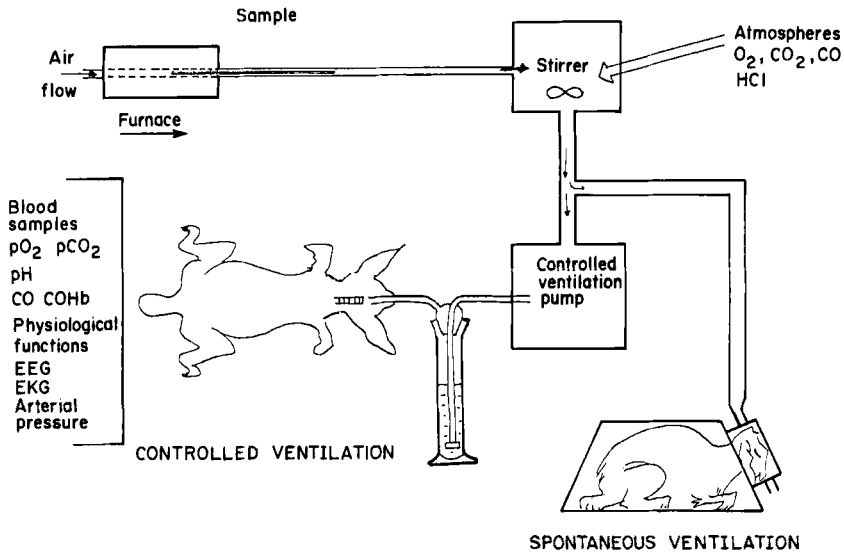 Sample
Air
flow
Furnace
Stirrer
Atmospheres
O₂, CO₂, CO
HCl
Blood
samples
pO₂ pCO₂
pH
CO COHb
Physiological
functions
EEG
EKG
Arterial
pressure
Controlled
ventilation
pump
CONTROLLED VENTILATION
SPONTANEOUS VENTILATION